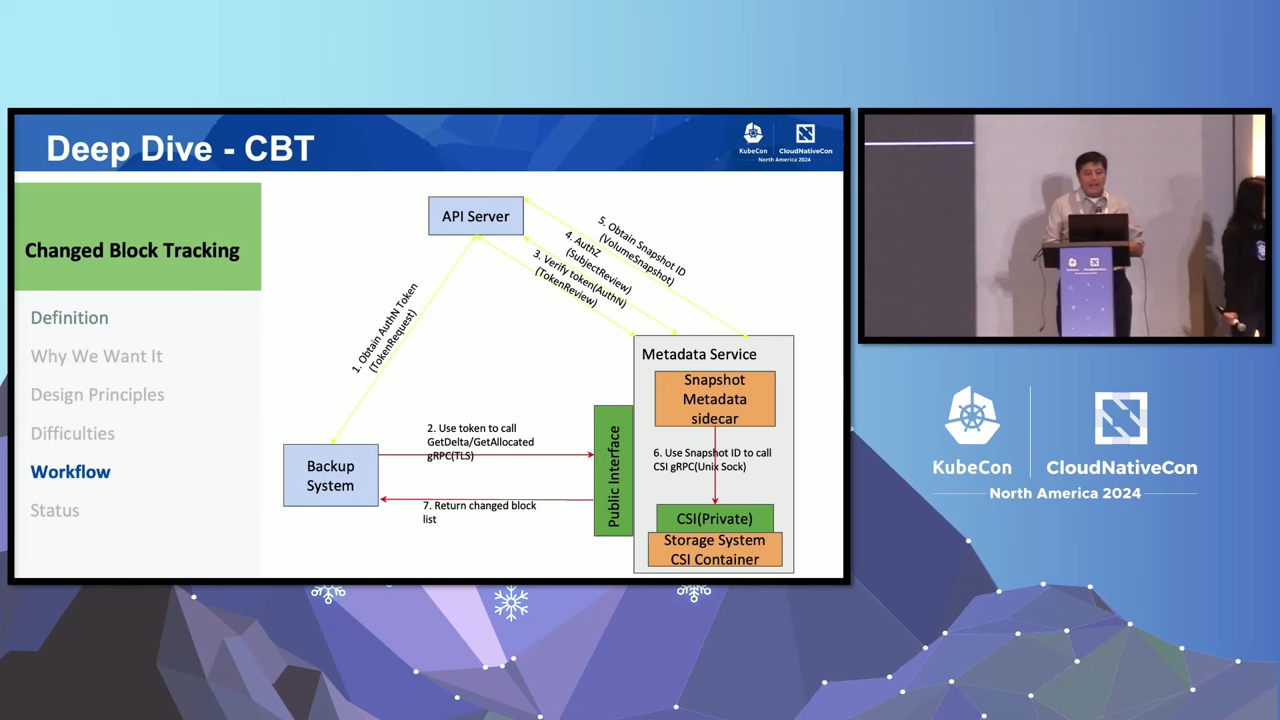 Deep Dive - CBT
KubeCon
CloudNativeCon
North America 2024
Changed Block Tracking
Definition
Why We Want It
Design Principles
Difficulties
Workflow
Status
API Server
1. Obtain AuthN Token
(TokenRequest)
5. Obtain Snapshot ID
(VolumeSnapshot)
4. AuthZ
(SubjectReview)
3. Verify token(AuthN)
(TokenReview)
Backup
System
2. Use token to call
GetDelta/GetAllocated
gRPC(TLS)
7. Return changed block
list
Public Interface
Metadata Service
Snapshot
Metadata
sidecar
6. Use Snapshot ID to call
CSI gRPC(Unix Sock)
CSI(Private)
Storage System
CSI Container
KubeCon
CloudNativeCon
KubeCon
CloudNativeCon
North America 2024